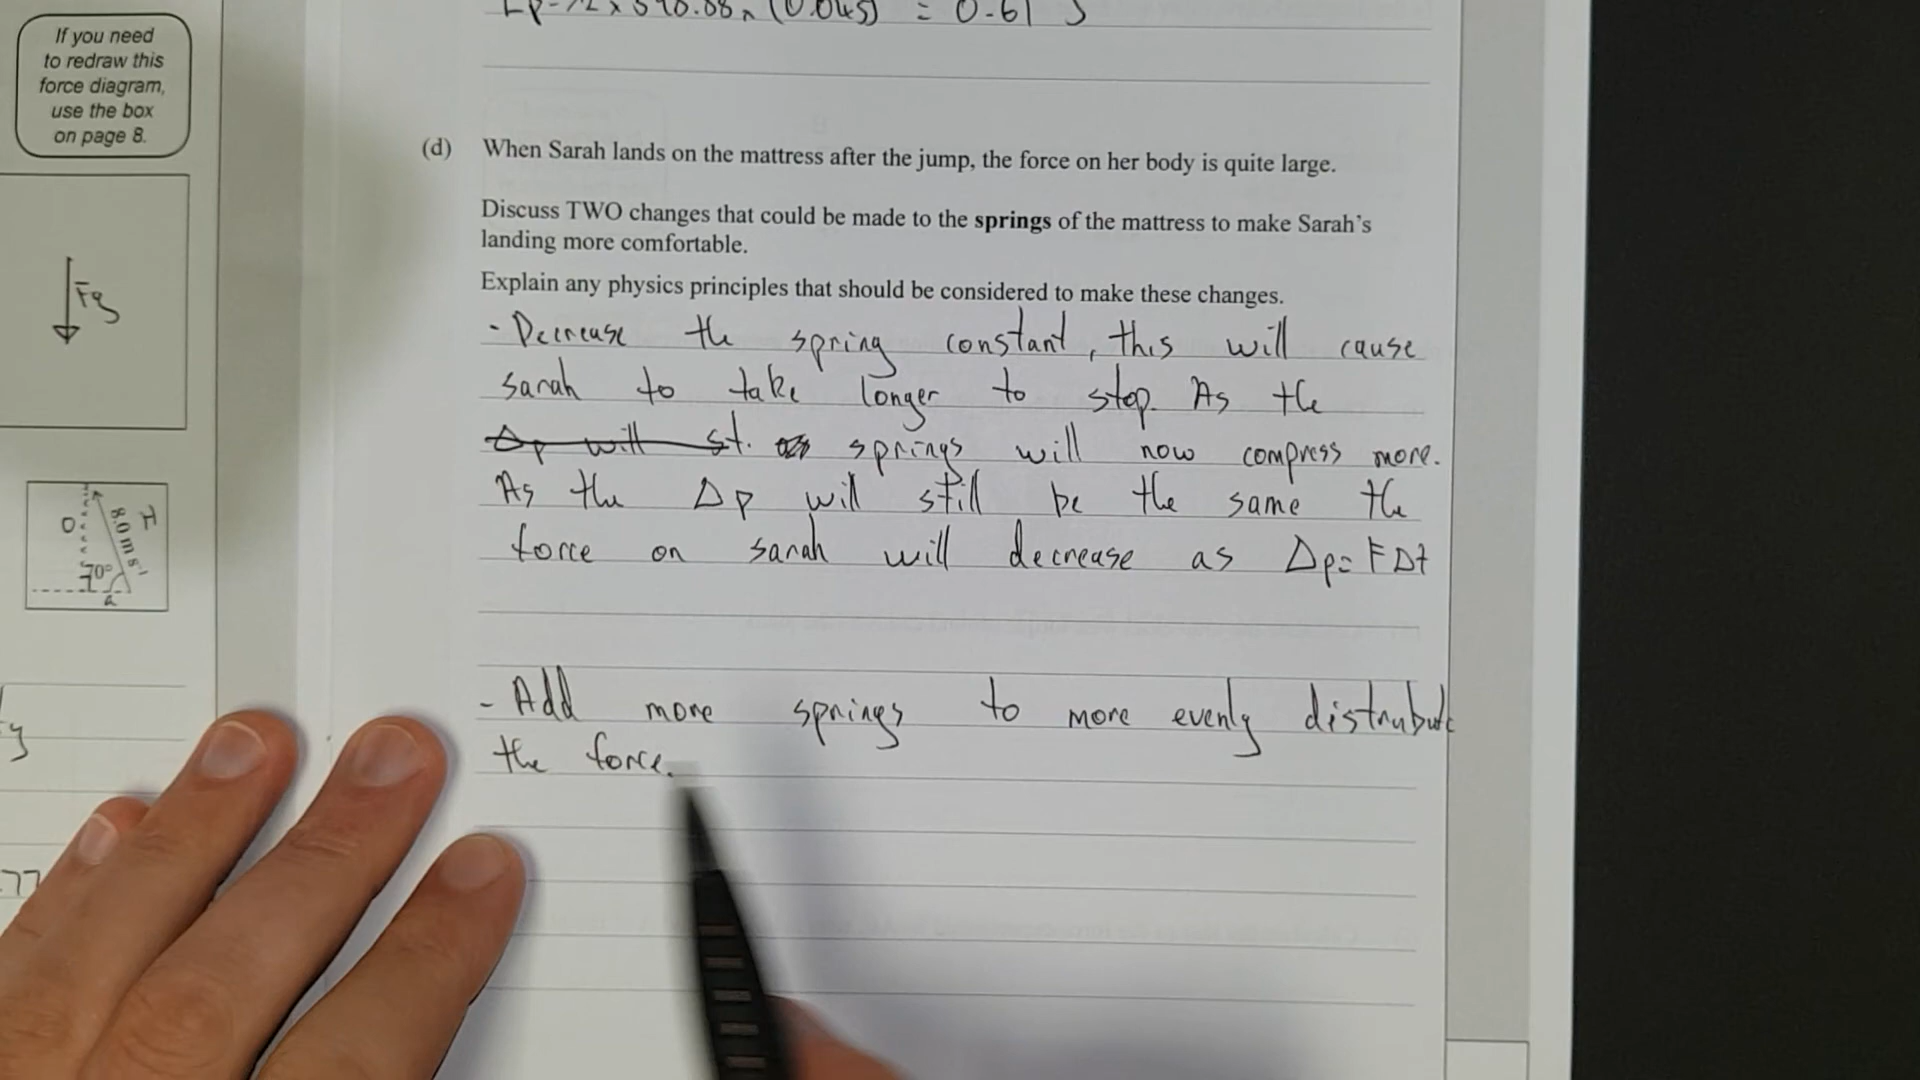 If you need
to redraw this
force diagram,
use the box
on page 8.
Fg
8.0 m s⁻¹
H
O
70°
a
y
77
(0.045) = 0.61 J
(d) When Sarah lands on the mattress after the jump, the force on her body is quite large.
Discuss TWO changes that could be made to the springs of the mattress to make Sarah's
landing more comfortable.
Explain any physics principles that should be considered to make these changes.
- Decrease the spring constant, this will cause
sarah to take longer to stop. As the
Δp will st. springs will now compress more.
As the Δp will still be the same the
force on sarah will decrease as Δp = FΔt
- Add more springs to more evenly distribute
the force.